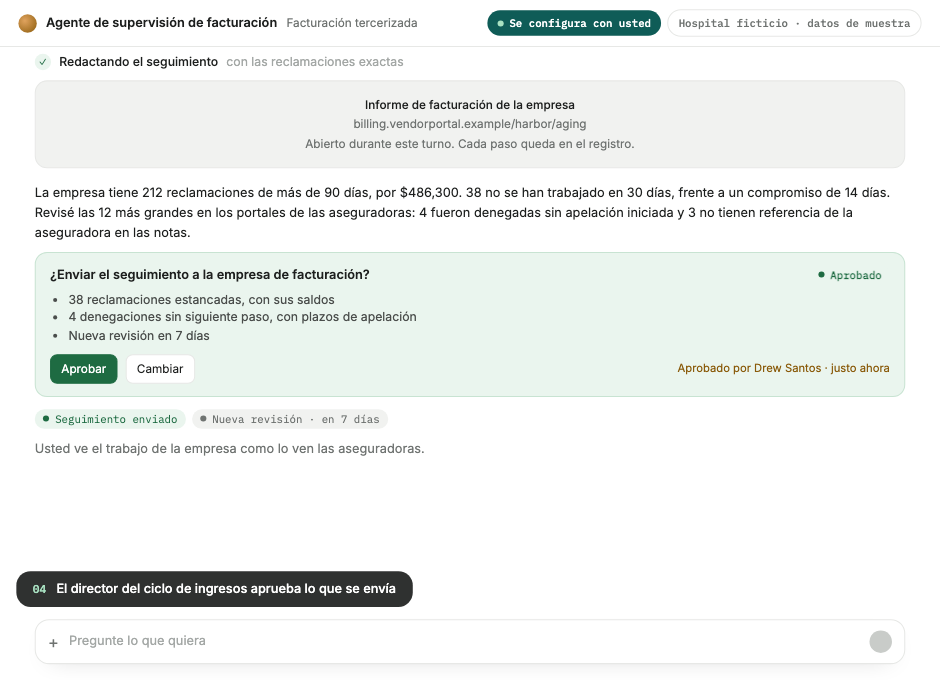 Agente de supervisión de facturación Facturación tercerizada
Se configura con usted
Hospital ficticio · datos de muestra
Redactando el seguimiento con las reclamaciones exactas
Informe de facturación de la empresa
billing.vendorportal.example/harbor/aging
Abierto durante este turno. Cada paso queda en el registro.
La empresa tiene 212 reclamaciones de más de 90 días, por $486,300. 38 no se han trabajado en 30 días, frente a un compromiso de 14 días.
Revisé las 12 más grandes en los portales de las aseguradoras: 4 fueron denegadas sin apelación iniciada y 3 no tienen referencia de la
aseguradora en las notas.
¿Enviar el seguimiento a la empresa de facturación?
Aprobado
• 38 reclamaciones estancadas, con sus saldos
• 4 denegaciones sin siguiente paso, con plazos de apelación
• Nueva revisión en 7 días
Aprobar
Cambiar
Aprobado por Drew Santos · justo ahora
Seguimiento enviado
Nueva revisión · en 7 días
Usted ve el trabajo de la empresa como lo ven las aseguradoras.
04 El director del ciclo de ingresos aprueba lo que se envía
+ Pregunte lo que quiera